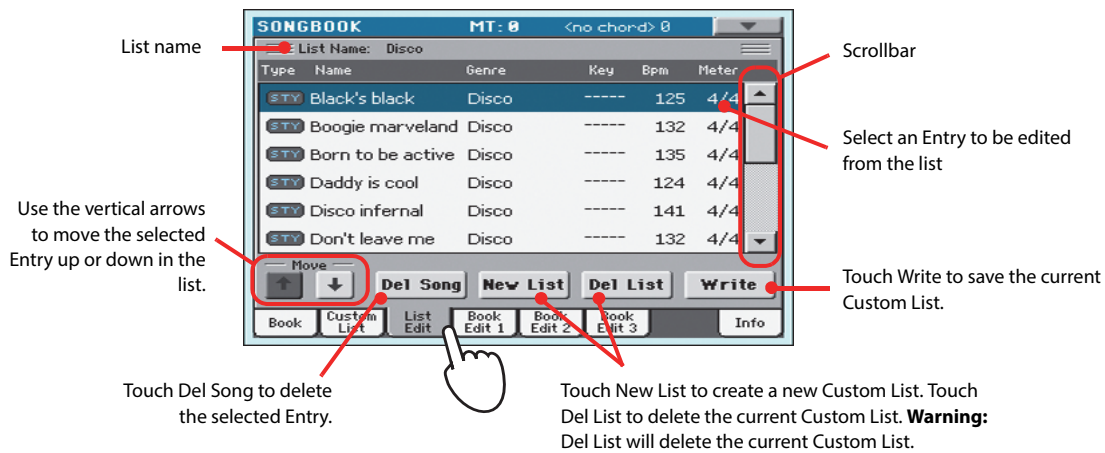 SONGBOOK MT: 0 <no chord> 0
List name
List Name: Disco
Scrollbar
Type Name Genre Key Bpm Meter
STY Black's black Disco ----- 125 4/4
STY Boogie marveland Disco ----- 132 4/4
STY Born to be active Disco ----- 135 4/4
STY Daddy is cool Disco ----- 124 4/4
STY Disco infernal Disco ----- 141 4/4
STY Don't leave me Disco ----- 132 4/4
Select an Entry to be edited
from the list
Use the vertical arrows
to move the selected
Entry up or down in the
list.
Move
Del Song New List Del List Write
Touch Write to save the current
Custom List.
Book Custom List List Edit Book Edit 1 Book Edit 2 Book Edit 3 Info
Touch Del Song to delete
the selected Entry.
Touch New List to create a new Custom List. Touch
Del List to delete the current Custom List. Warning:
Del List will delete the current Custom List.